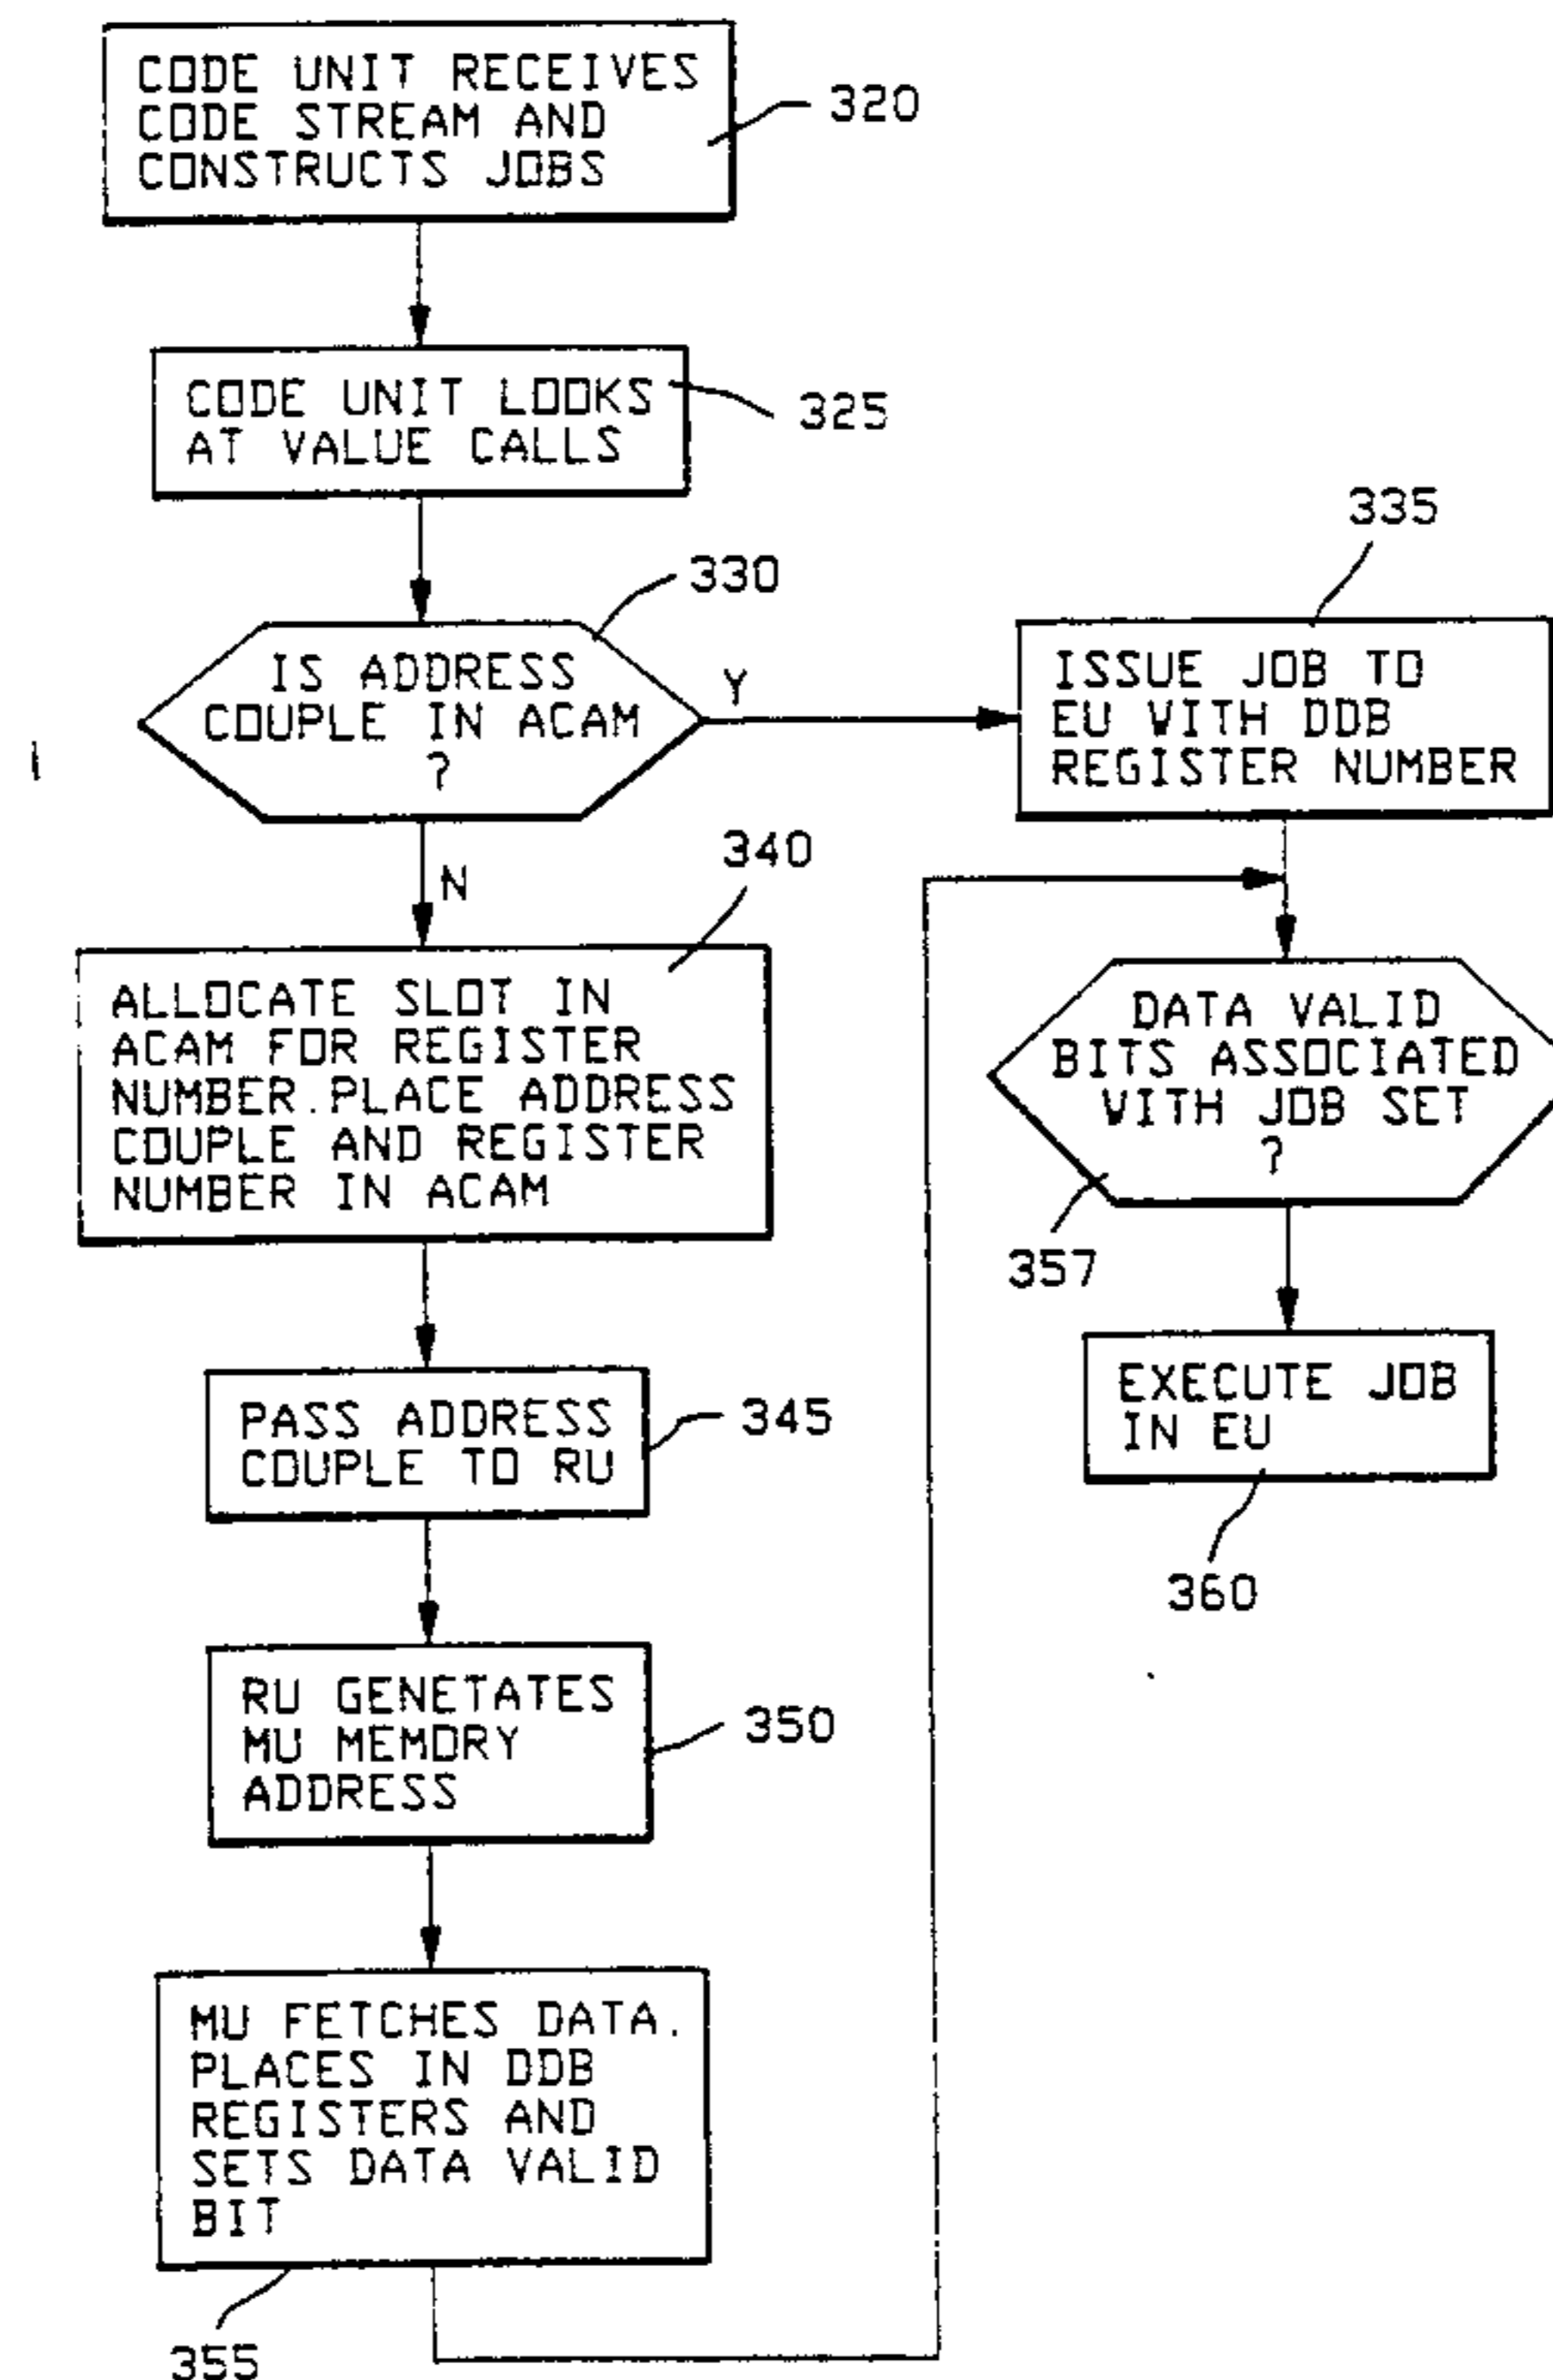 CODE UNIT RECEIVES
CODE STREAM AND
CONSTRUCTS JOBS
320
CODE UNIT LOOKS
AT VALUE CALLS
325
330
IS ADDRESS
COUPLE IN ACAM
?
Y
N
335
ISSUE JOB TO
EU WITH DDB
REGISTER NUMBER
340
ALLOCATE SLOT IN
ACAM FOR REGISTER
NUMBER.PLACE ADDRESS
COUPLE AND REGISTER
NUMBER IN ACAM
DATA VALID
BITS ASSOCIATED
WITH JOB SET
?
357
PASS ADDRESS
COUPLE TO RU
345
EXECUTE JOB
IN EU
360
RU GENETATES
MU MEMORY
ADDRESS
350
MU FETCHES DATA.
PLACES IN DDB
REGISTERS AND
SETS DATA VALID
BIT
355